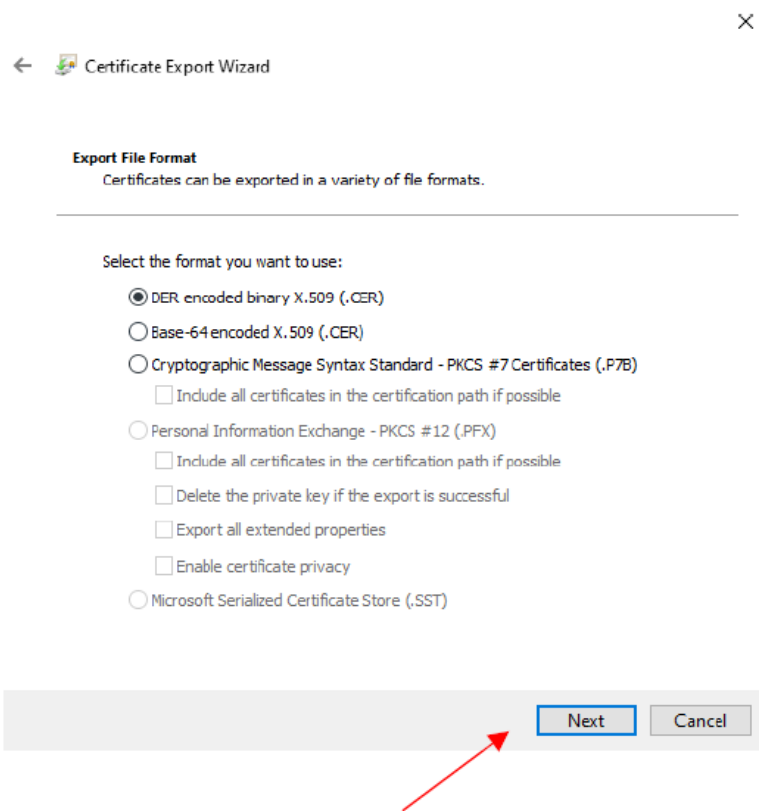 Certificate Export Wizard
Export File Format
Certificates can be exported in a variety of file formats.
Select the format you want to use:
DER encoded binary X.509 (.CER)
Base-64 encoded X.509 (.CER)
Cryptographic Message Syntax Standard - PKCS #7 Certificates (.P7B)
Include all certificates in the certification path if possible
Personal Information Exchange - PKCS #12 (.PFX)
Include all certificates in the certification path if possible
Delete the private key if the export is successful
Export all extended properties
Enable certificate privacy
Microsoft Serialized Certificate Store (.SST)
Next Cancel